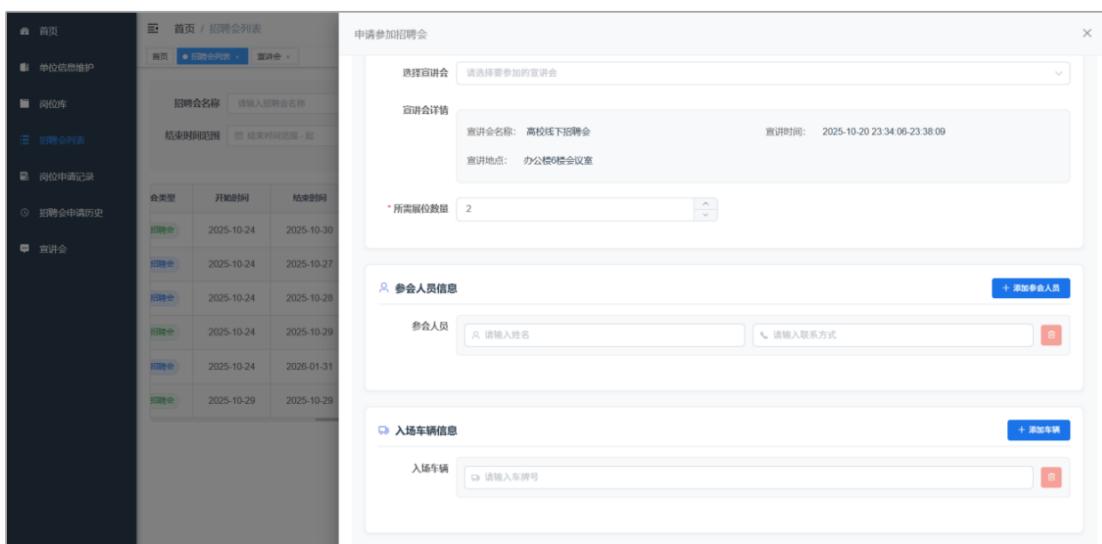 首页
单位信息维护
岗位库
招聘会列表
岗位申请记录
招聘会申请历史
宣讲会
首页 / 招聘会列表
首页
招聘会列表 ×
宣讲会 ×
招聘会名称 请输入招聘会名称
结束时间范围 结束时间范围 - 起
会类型 开始时间 结束时间
招聘会 2025-10-24 2025-10-30
招聘会 2025-10-24 2025-10-27
招聘会 2025-10-24 2025-10-28
招聘会 2025-10-24 2025-10-29
招聘会 2025-10-24 2026-01-31
招聘会 2025-10-29 2025-10-29
申请参加招聘会
选择宣讲会 请选择要参加的宣讲会
宣讲会详情
宣讲会名称: 高校线下招聘会 宣讲时间: 2025-10-20 23:34:06-23:38:09
宣讲地点: 办公楼6楼会议室
* 所需展位数量 2
参会人员信息 + 添加参会人员
参会人员 请输入姓名 请输入联系方式
入场车辆信息 + 添加车辆
入场车辆 请输入车牌号